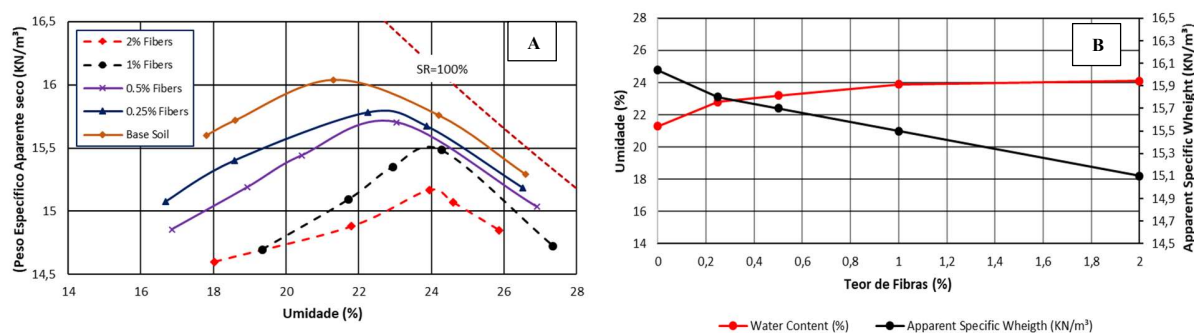 (Peso Específico Aparente seco (KN/m³)
16,5
16
15,5
15
14,5
2% Fibers
1% Fibers
0.5% Fibers
0.25% Fibers
Base Soil
A
SR=100%
14 16 18 20 22 24 26 28
Umidade (%)
Umidade (%)
28
26
24
22
20
18
16
14
B
16,5
16,3
16,1
15,9
15,7
15,5
15,3
15,1
14,9
14,7
14,5
Apparent Specific Wheight (KN/m³)
0 0,2 0,4 0,6 0,8 1 1,2 1,4 1,6 1,8 2
Teor de Fibras (%)
Water Content (%) Apparent Specific Wheigth (KN/m³)